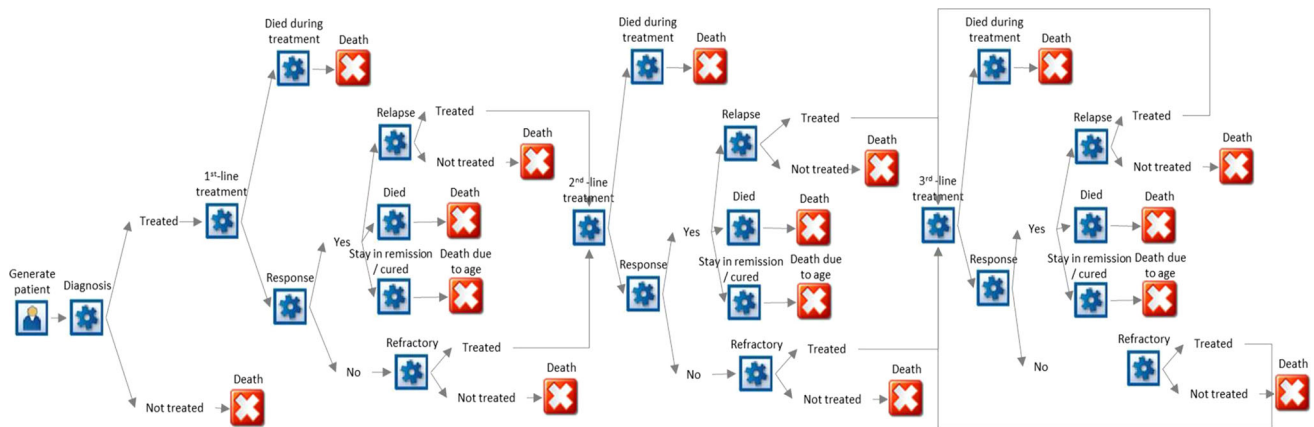 Generate
patient
Diagnosis
Treated
Not treated
Death
1st-line
treatment
Died during
treatment
Death
Response
Yes
No
Relapse
Treated
Not treated
Death
Died
Death
Stay in remission
/ cured
Death due
to age
Refractory
Treated
Not treated
Death
2nd -line
treatment
Died during
treatment
Death
Response
Yes
No
Relapse
Treated
Not treated
Death
Died
Death
Stay in remission
/ cured
Death due
to age
Refractory
Treated
Not treated
Death
3rd -line
treatment
Died during
treatment
Death
Response
Yes
No
Relapse
Treated
Not treated
Death
Died
Death
Stay in remission
/ cured
Death due
to age
Refractory
Treated
Not treated
Death